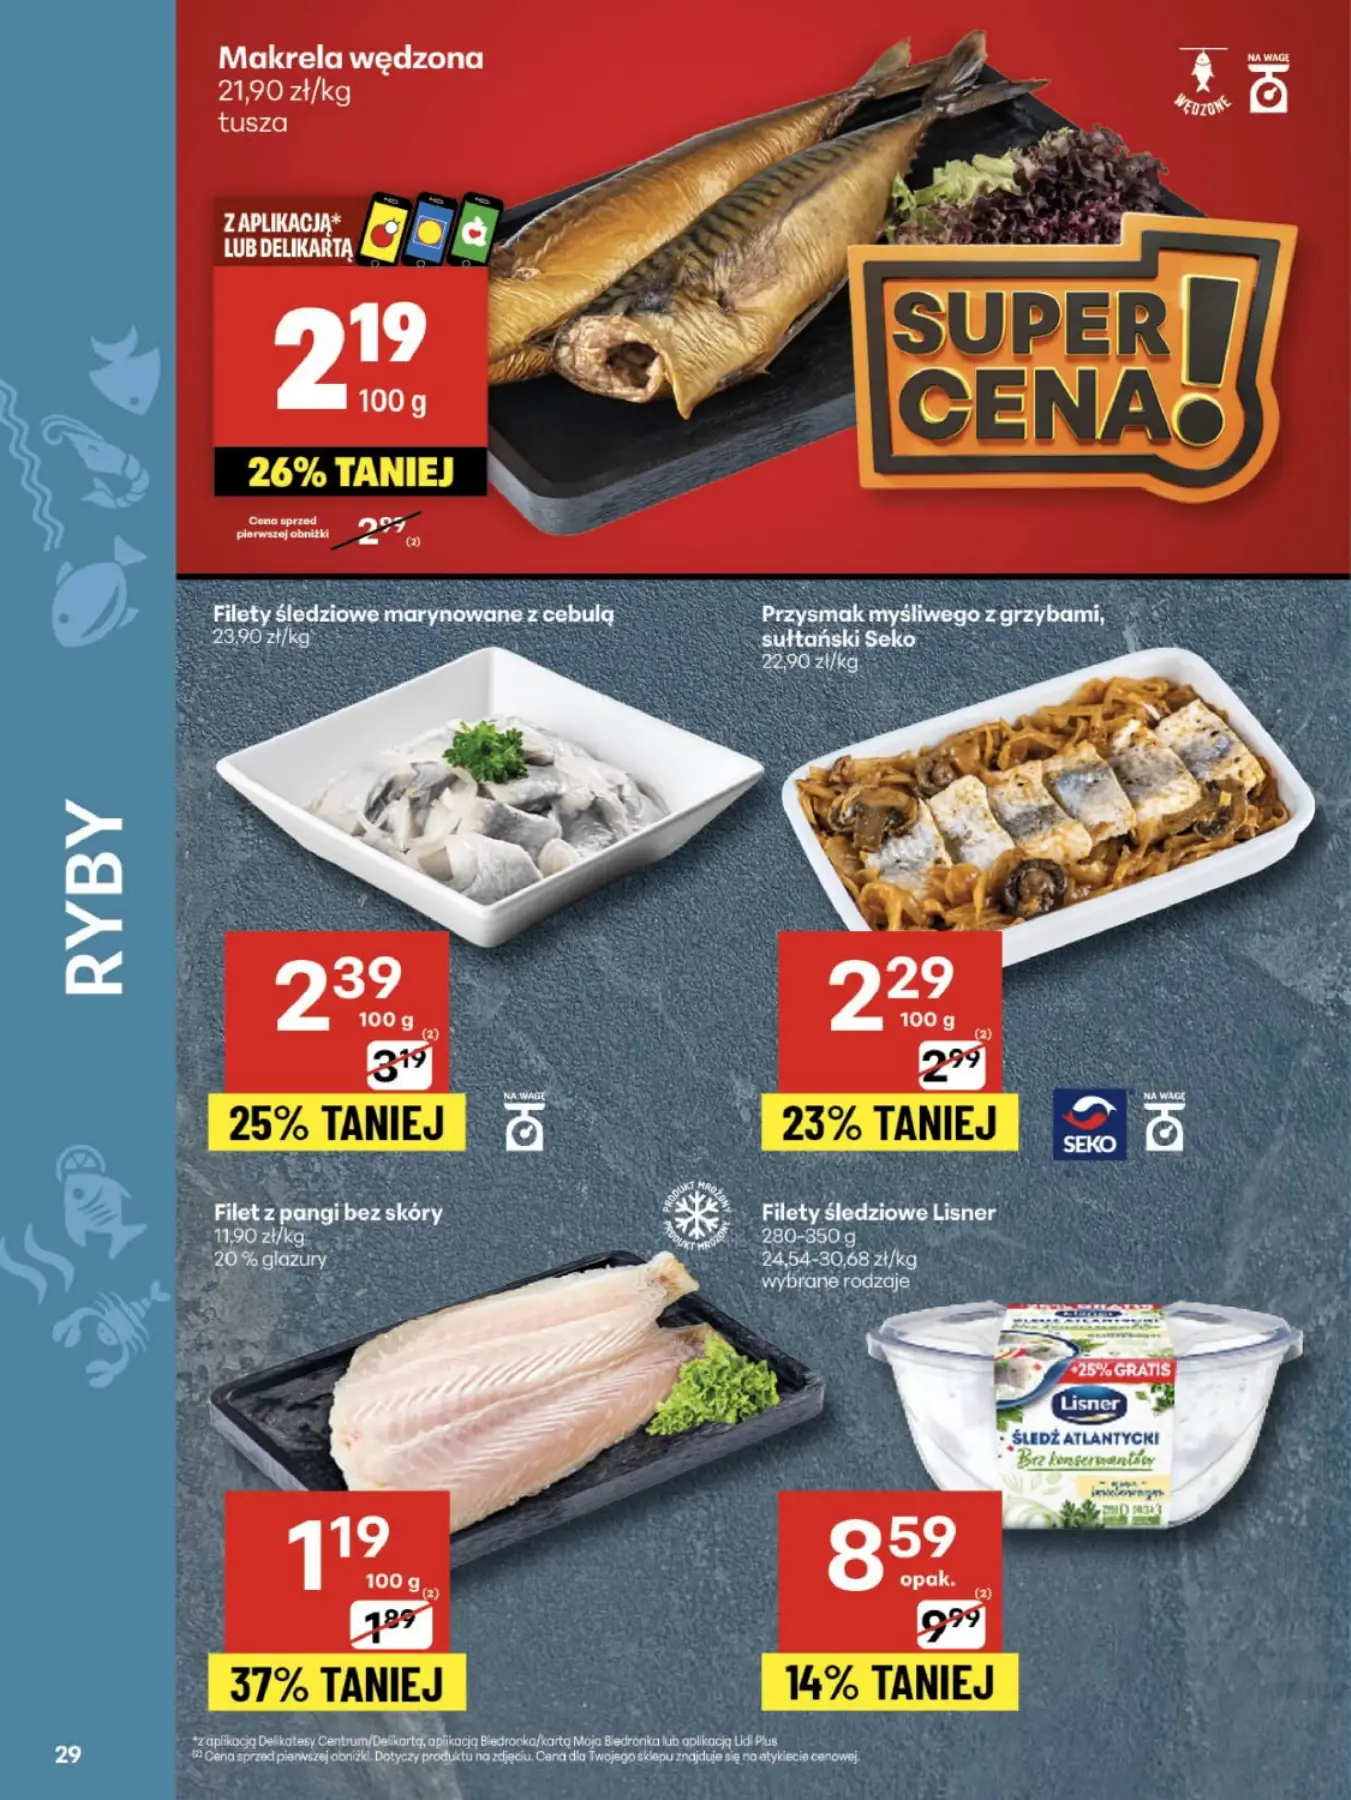 Makrela wędzona
21,90 zł/kg
tusza
WĘDZONE
NA WAGĘ
Z APLIKACJĄ*
LUB DELIKARTĄ
2 19
100 g
26% TANIEJ
Cena sprzed
pierwszej obniżki
2 99
(2)
SUPER
CENA!
RYBY
Filety śledziowe marynowane z cebulą
23,90 zł/kg
2 39
100 g
(2)
3 19
25% TANIEJ
NA WAGĘ
Przysmak myśliwego z grzybami,
sułtański Seko
22,90 zł/kg
2 29
100 g
(2)
2 99
23% TANIEJ
SEKO
NA WAGĘ
Filet z pangi bez skóry
11,90 zł/kg
20 % glazury
PRODUKT MROŻONY
PRODUKT MROŻONY
1 19
100 g
(2)
1 89
37% TANIEJ
Filety śledziowe Lisner
280-350 g
24,54-30,68 zł/kg
wybrane rodzaje
Lisner
ŚLEDŹ ATLANTYCKI
+25% GRATIS
Lisner
ŚLEDŹ ATLANTYCKI
Bez konserwantów
8 59
opak.
(2)
9 99
14% TANIEJ
*z aplikacją Delikatesy Centrum/Delikartą, aplikacją Biedronka/kartą Moja Biedronka lub aplikacją Lidl Plus
(2) Cena sprzed pierwszej obniżki. Dotyczy produktu na zdjęciu. Cena dla Twojego sklepu znajduje się na etykiecie cenowej.
29